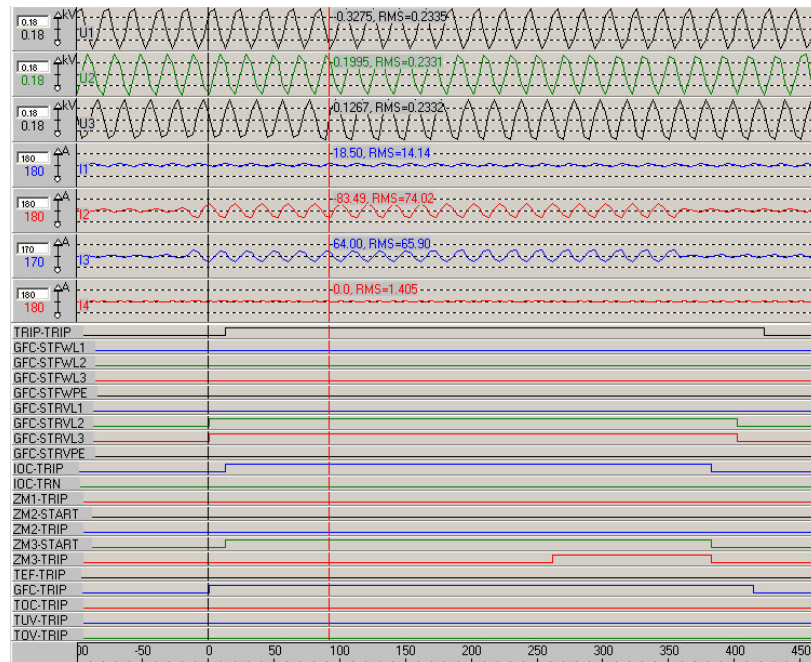 0.18 kV -0.3275, RMS=0.2335
0.18 U1
0.18 kV 0.1995, RMS=0.2331
0.18 U2
0.18 kV 0.1267, RMS=0.2332
0.18 U3
180 A 18.50, RMS=14.14
180 I1
180 A -83.49, RMS=74.02
180 I2
170 A 64.00, RMS=65.90
170 I3
180 A 0.0, RMS=1.405
180 I4
TRIP-TRIP
GFC-STFWL1
GFC-STFWL2
GFC-STFWL3
GFC-STFWPE
GFC-STRVL1
GFC-STRVL2
GFC-STRVL3
GFC-STRVPE
IOC-TRIP
IOC-TRN
ZM1-TRIP
ZM2-START
ZM2-TRIP
ZM3-START
ZM3-TRIP
TEF-TRIP
GFC-TRIP
TOC-TRIP
TUV-TRIP
TOV-TRIP
00 -50 0 50 100 150 200 250 300 350 400 450